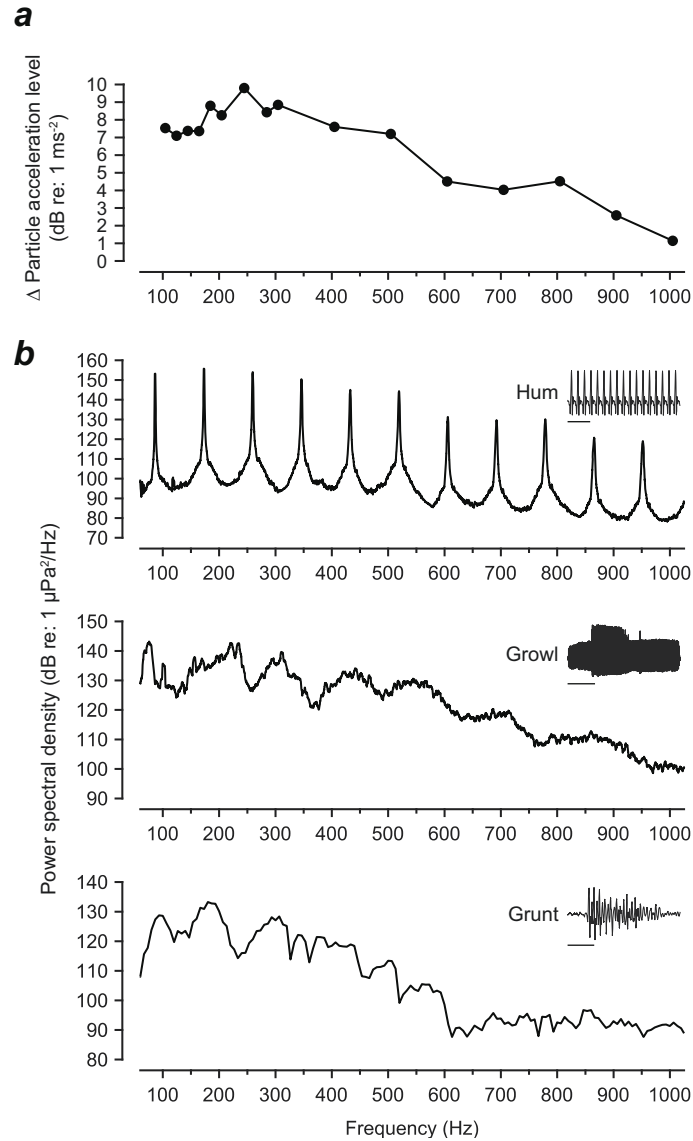 a
Δ Particle acceleration level
(dB re: 1 ms⁻²)
10
9
8
7
6
5
4
3
2
1
0
100 200 300 400 500 600 700 800 900 1000
b
Power spectral density (dB re: 1 µPa²/Hz)
160
150
140
130
120
110
100
90
80
70
Hum
100 200 300 400 500 600 700 800 900 1000
150
140
130
120
110
100
90
Growl
100 200 300 400 500 600 700 800 900 1000
140
130
120
110
100
90
80
Grunt
100 200 300 400 500 600 700 800 900 1000
Frequency (Hz)